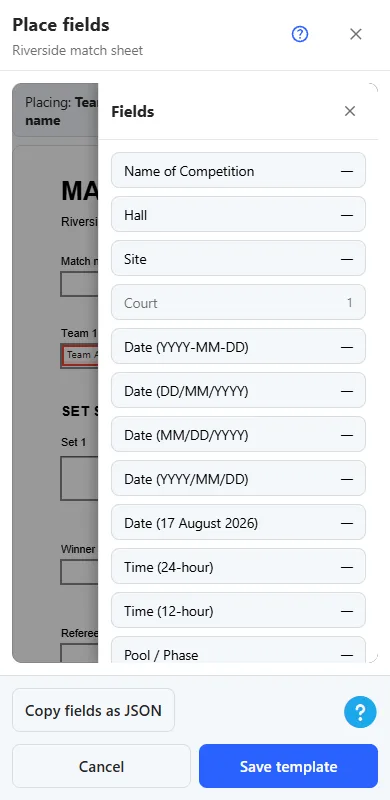 Place fields
Riverside match sheet
Placing: Tea
name
Fields
Name of Competition —
Hall —
Site —
Court 1
Date (YYYY-MM-DD) —
Date (DD/MM/YYYY) —
Date (MM/DD/YYYY) —
Date (YYYY/MM/DD) —
Date (17 August 2026) —
Time (24-hour) —
Time (12-hour) —
Pool / Phase —
MA
Riversi
Match n
Team 1
Team A
SET S
Set 1
Winner
Referee
Copy fields as JSON
?
Cancel
Save template